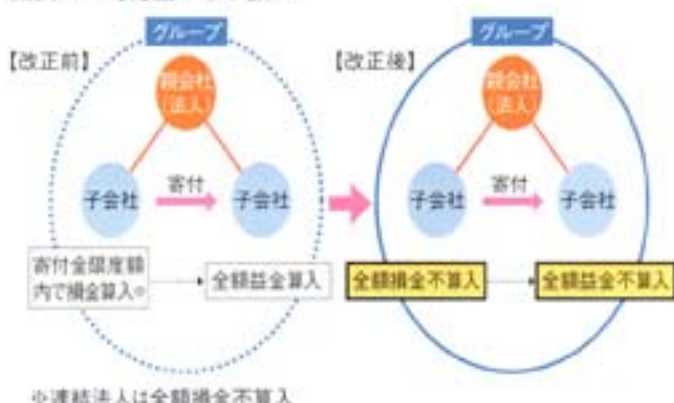 グループ
【改正前】
親会社
(法人)
子会社
寄付
子会社
寄付金限度額
内で損金算入※
全額益金算入
※連結法人は全額損金不算入
グループ
【改正後】
親会社
(法人)
子会社
寄付
子会社
全額損金不算入
全額益金不算入